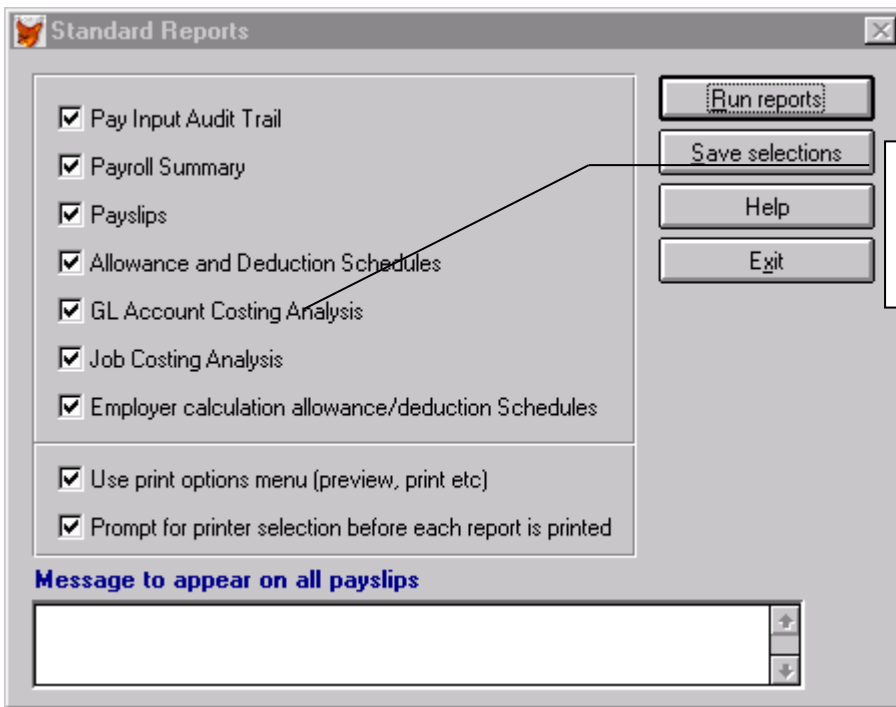 Standard Reports
Pay Input Audit Trail
Payroll Summary
Payslips
Allowance and Deduction Schedules
GL Account Costing Analysis
Job Costing Analysis
Employer calculation allowance/deduction Schedules
Use print options menu (preview, print etc)
Prompt for printer selection before each report is printed
Run reports
Save selections
Help
Exit
Message to appear on all payslips